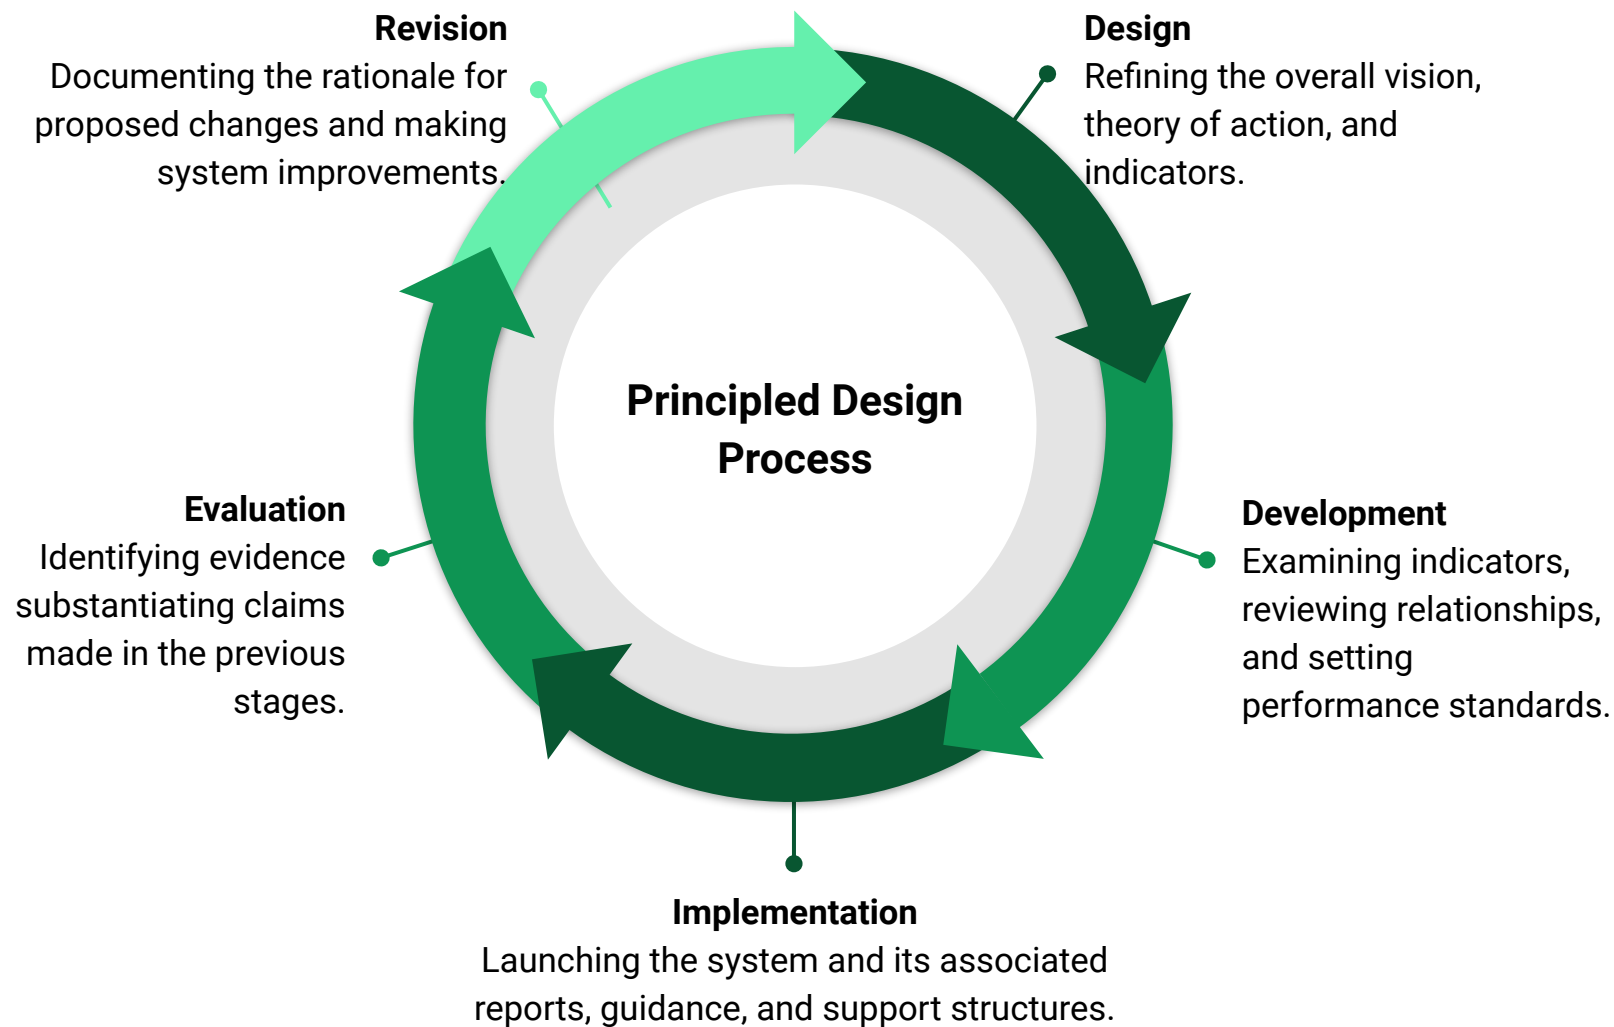 Revision
Documenting the rationale for
proposed changes and making
system improvements.
Design
Refining the overall vision,
theory of action, and
indicators.
Principled Design
Process
Evaluation
Identifying evidence
substantiating claims
made in the previous
stages.
Development
Examining indicators,
reviewing relationships,
and setting
performance standards.
Implementation
Launching the system and its associated
reports, guidance, and support structures.